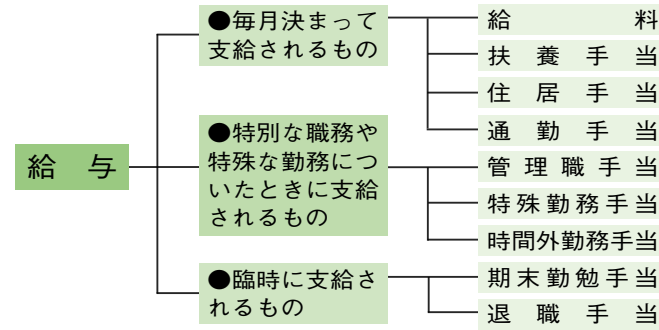 給与
●毎月決まって
支給されるもの
給料
扶養手当
住居手当
通勤手当
●特別な職務や
特殊な勤務につ
いたときに支給
されるもの
管理職手当
特殊勤務手当
時間外勤務手当
●臨時に支給さ
れるもの
期末勤勉手当
退職手当